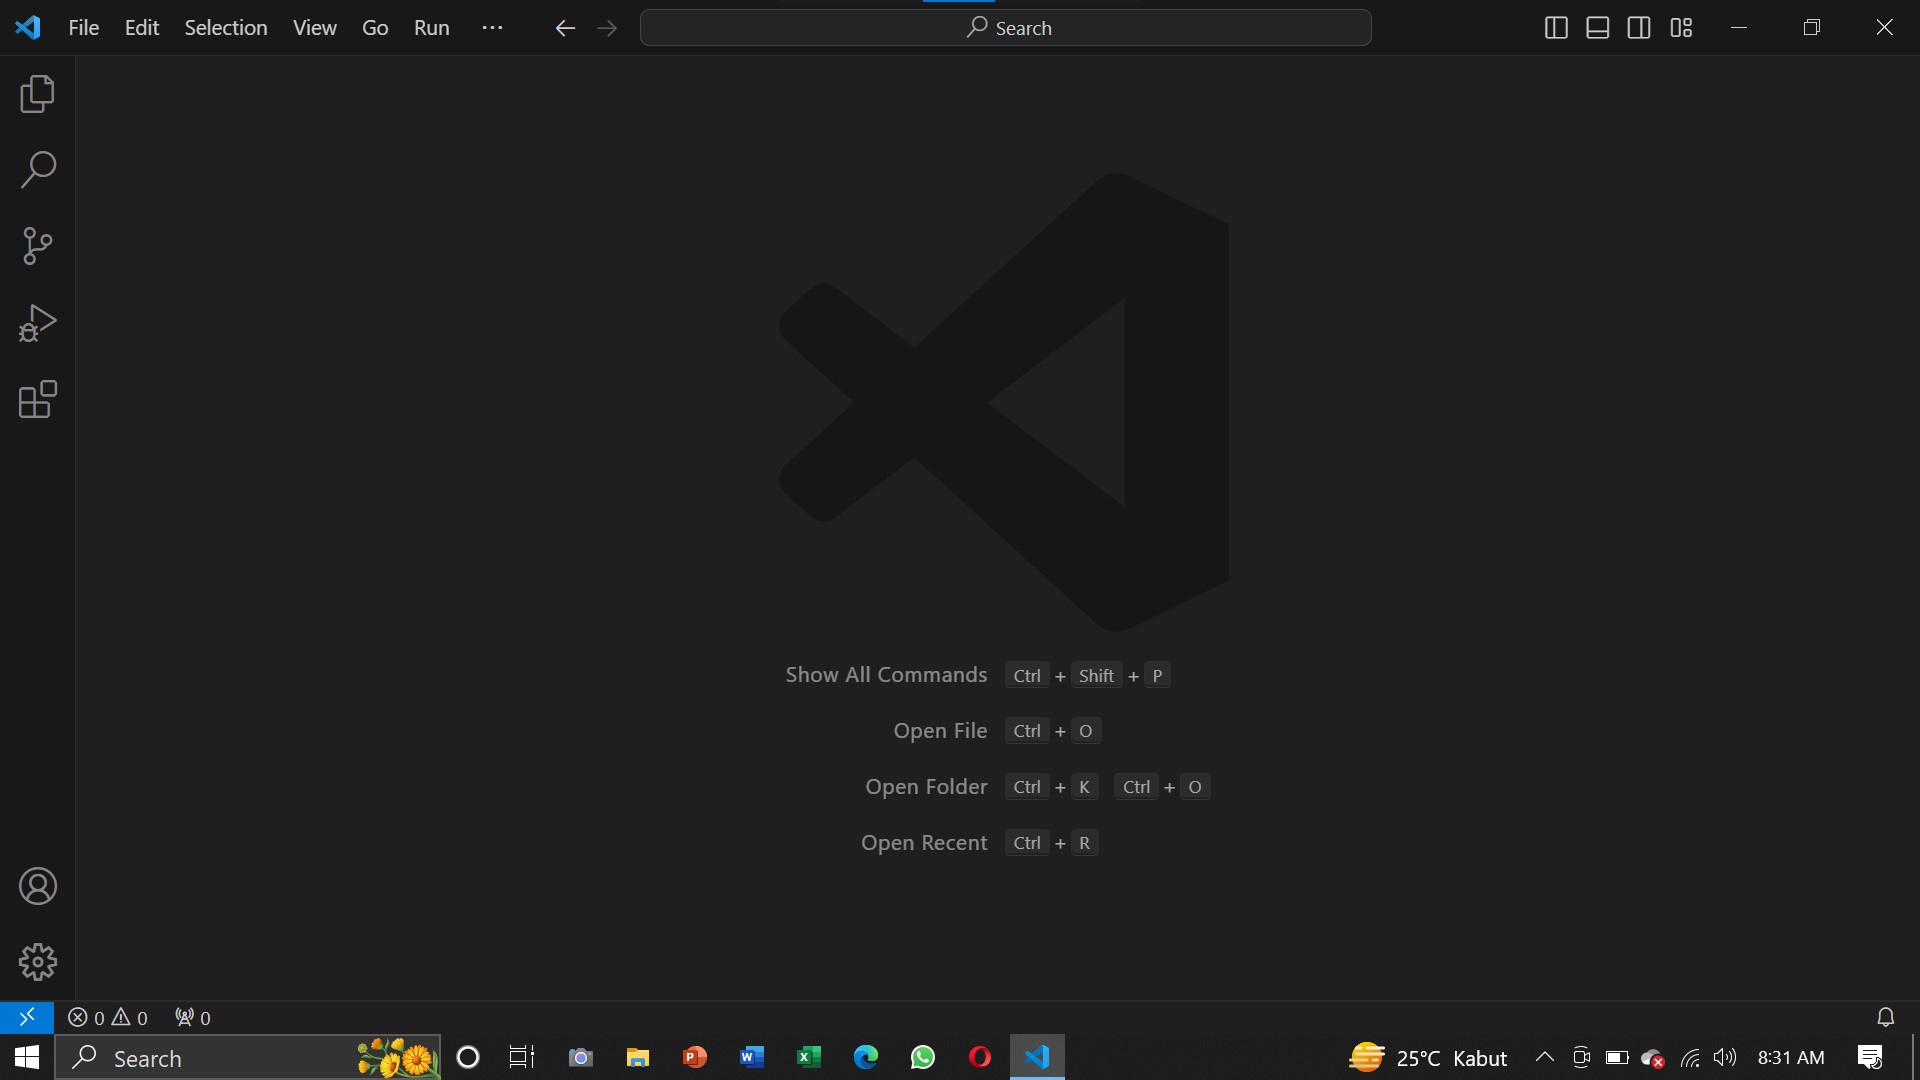 File Edit Selection View Go Run ...
Search
Show All Commands Ctrl + Shift + P
Open File Ctrl + O
Open Folder Ctrl + K Ctrl + O
Open Recent Ctrl + R
0 0 0
Search 25°C Kabut 8:31 AM